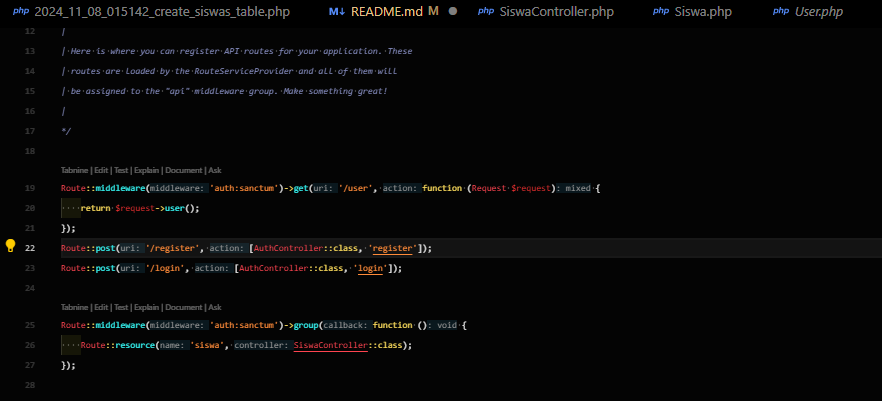 php 2024_11_08_015142_create_siswas_table.php M↓ README.md M php SiswaController.php php Siswa.php php User.php
12 |
13 | Here is where you can register API routes for your application. These
14 | routes are loaded by the RouteServiceProvider and all of them will
15 | be assigned to the "api" middleware group. Make something great!
16 |
17 */
18
Tabnine | Edit | Test | Explain | Document | Ask
19 Route::middleware(middleware: 'auth:sanctum')->get(uri: '/user', action: function (Request $request): mixed {
20 return $request->user();
21 });
22 Route::post(uri: '/register', action: [AuthController::class, 'register']);
23 Route::post(uri: '/login', action: [AuthController::class, 'login']);
24
Tabnine | Edit | Test | Explain | Document | Ask
25 Route::middleware(middleware: 'auth:sanctum')->group(callback: function (): void {
26 Route::resource(name: 'siswa', controller: SiswaController::class);
27 });
28